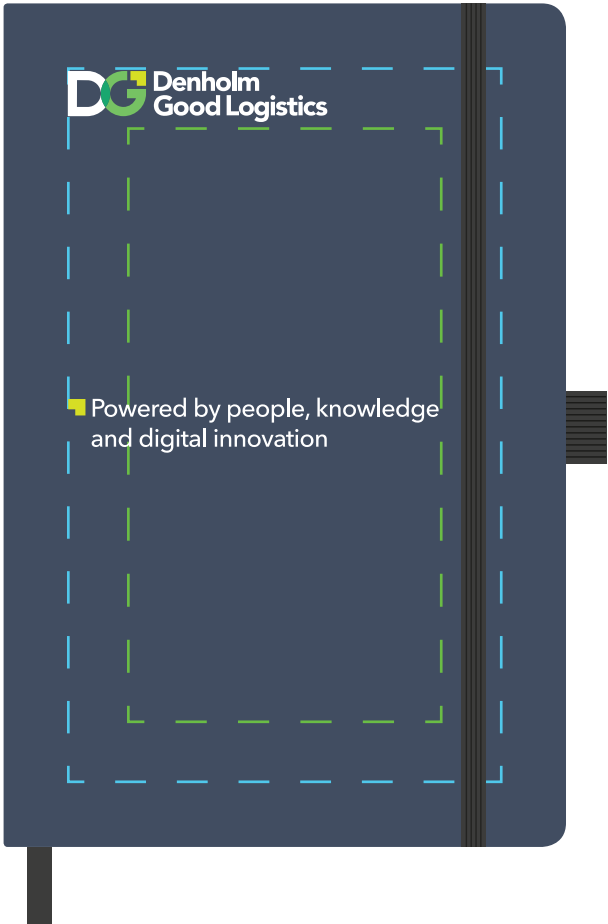 DG Denholm
Good Logistics
Powered by people, knowledge
and digital innovation